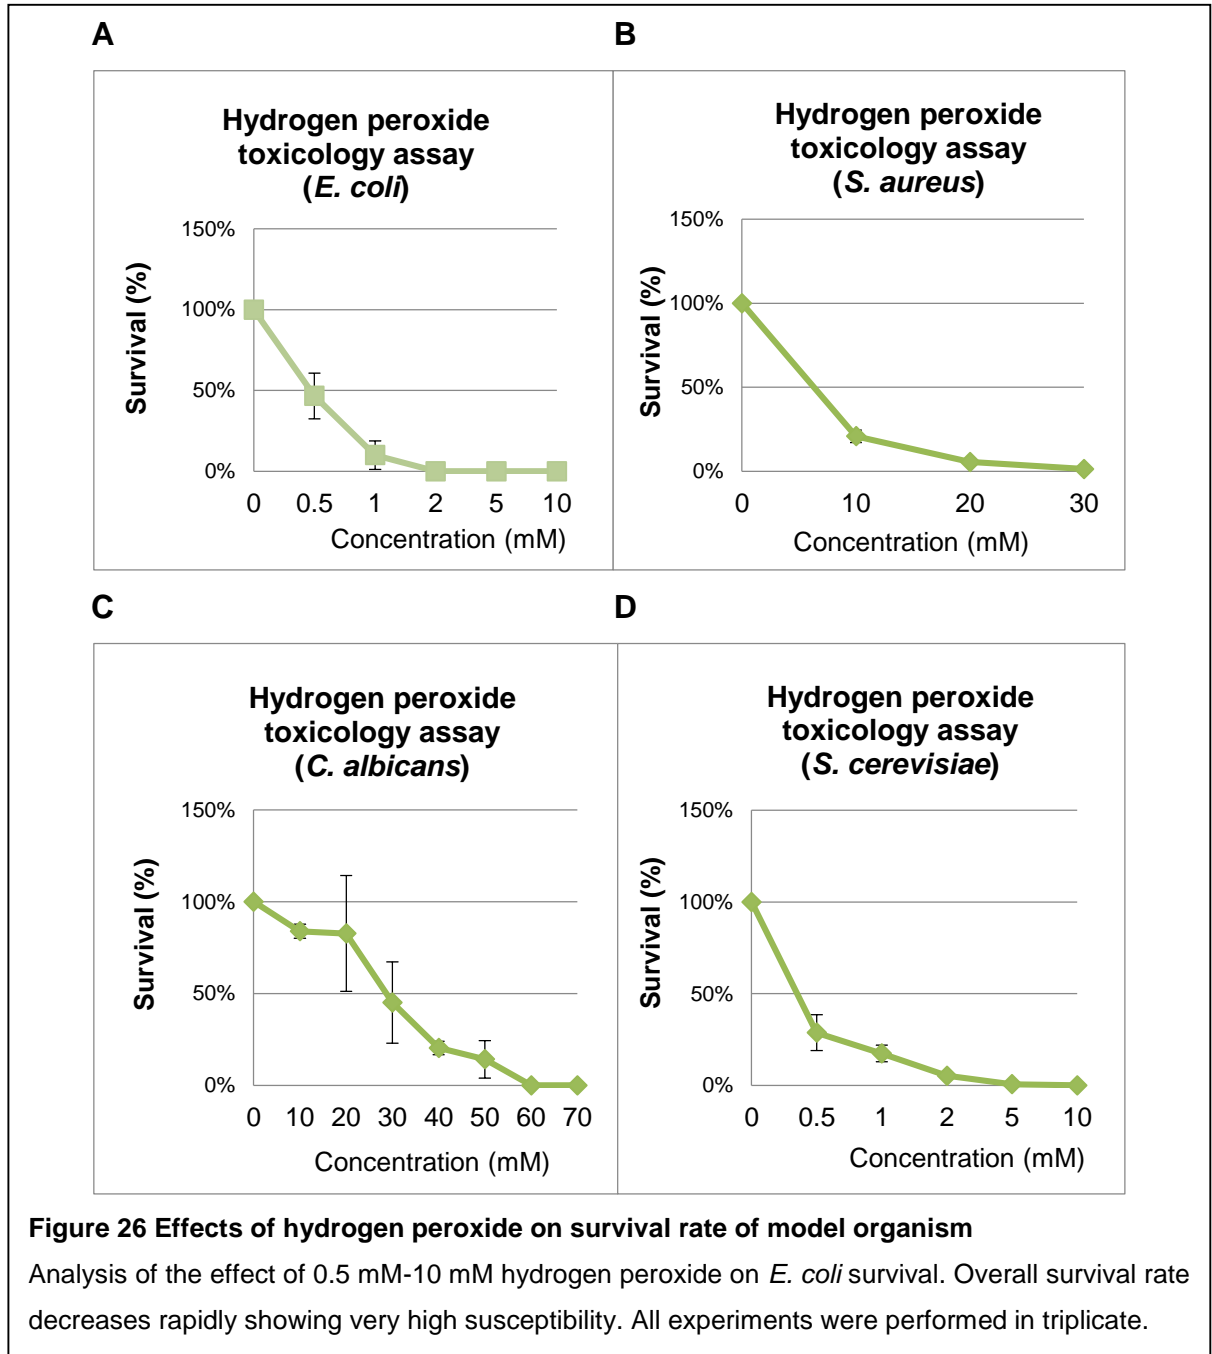 A
Hydrogen peroxide
toxicology assay
(E. coli)
150%
100%
50%
0%
Survival (%)
0 0.5 1 2 5 10
Concentration (mM)
B
Hydrogen peroxide
toxicology assay
(S. aureus)
150%
100%
50%
0%
Survival (%)
0 10 20 30
Concentration (mM)
C
Hydrogen peroxide
toxicology assay
(C. albicans)
150%
100%
50%
0%
Survival (%)
0 10 20 30 40 50 60 70
Concentration (mM)
D
Hydrogen peroxide
toxicology assay
(S. cerevisiae)
150%
100%
50%
0%
Survival (%)
0 0.5 1 2 5 10
Concentration (mM)
Figure 26 Effects of hydrogen peroxide on survival rate of model organism
Analysis of the effect of 0.5 mM-10 mM hydrogen peroxide on E. coli survival. Overall survival rate
decreases rapidly showing very high susceptibility. All experiments were performed in triplicate.